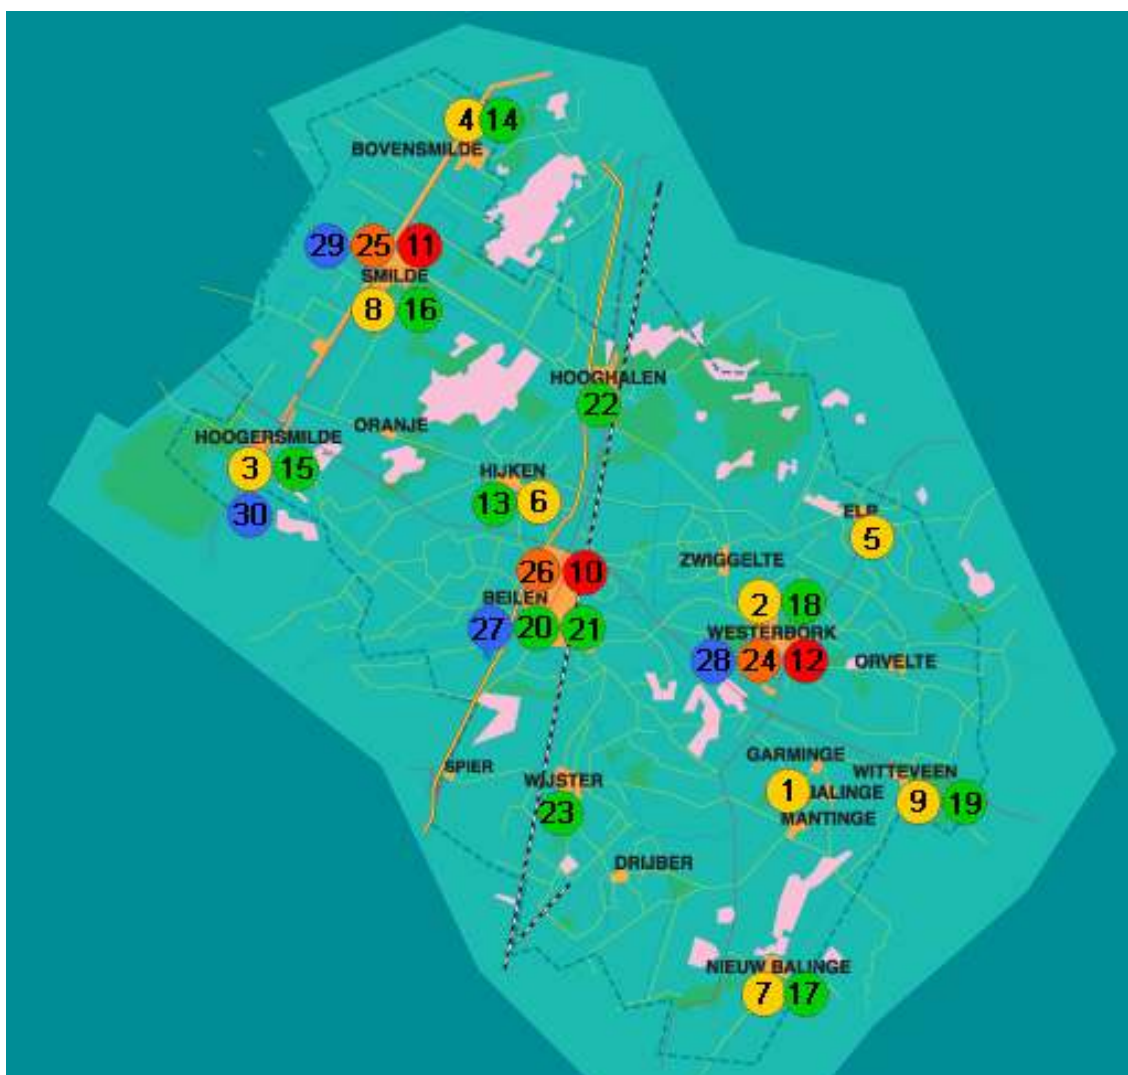 4 14
BOVENSMILDE
29 25 11
SMILDE
8 16
HOOGHALEN
22
ORANJE
HOOGERSMILDE
3 15
30
HIJKEN
13 6
ELP
5
ZWIGGELTE
26 10
BEILEN
27 20 21
2 18
WESTERBORK
28 24 12
ORVELTE
GARMINGE
1 BALINGE
MANTINGE
WITTEVEEN
9 19
SPIER
WIJSTER
23
DRIJBER
NIEUW BALINGE
7 17